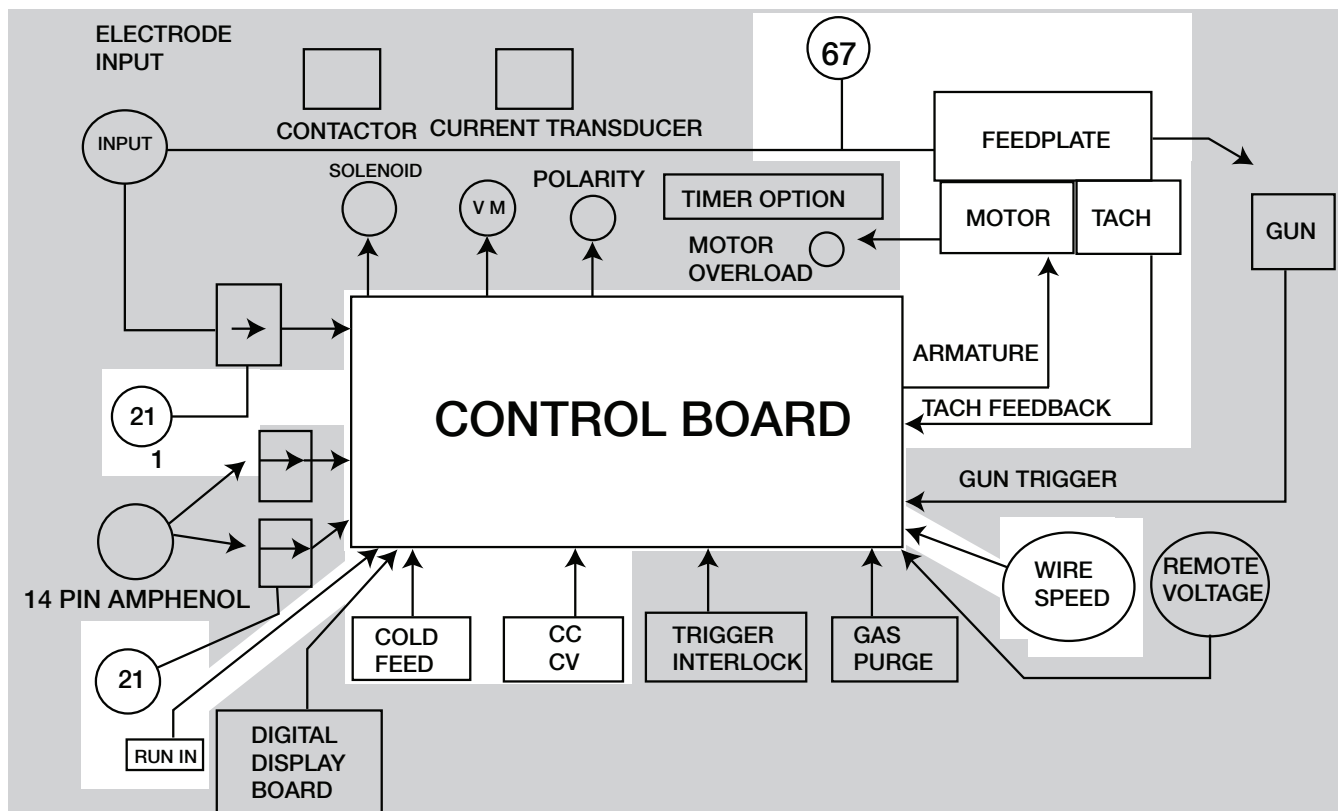 ELECTRODE
INPUT
67
INPUT
CONTACTOR
CURRENT TRANSDUCER
FEEDPLATE
SOLENOID
V M
POLARITY
TIMER OPTION
MOTOR
TACH
GUN
MOTOR
OVERLOAD
ARMATURE
CONTROL BOARD
TACH FEEDBACK
21
1
GUN TRIGGER
14 PIN AMPHENOL
WIRE
SPEED
REMOTE
VOLTAGE
COLD
FEED
CC
CV
TRIGGER
INTERLOCK
GAS
PURGE
21
RUN IN
DIGITAL
DISPLAY
BOARD